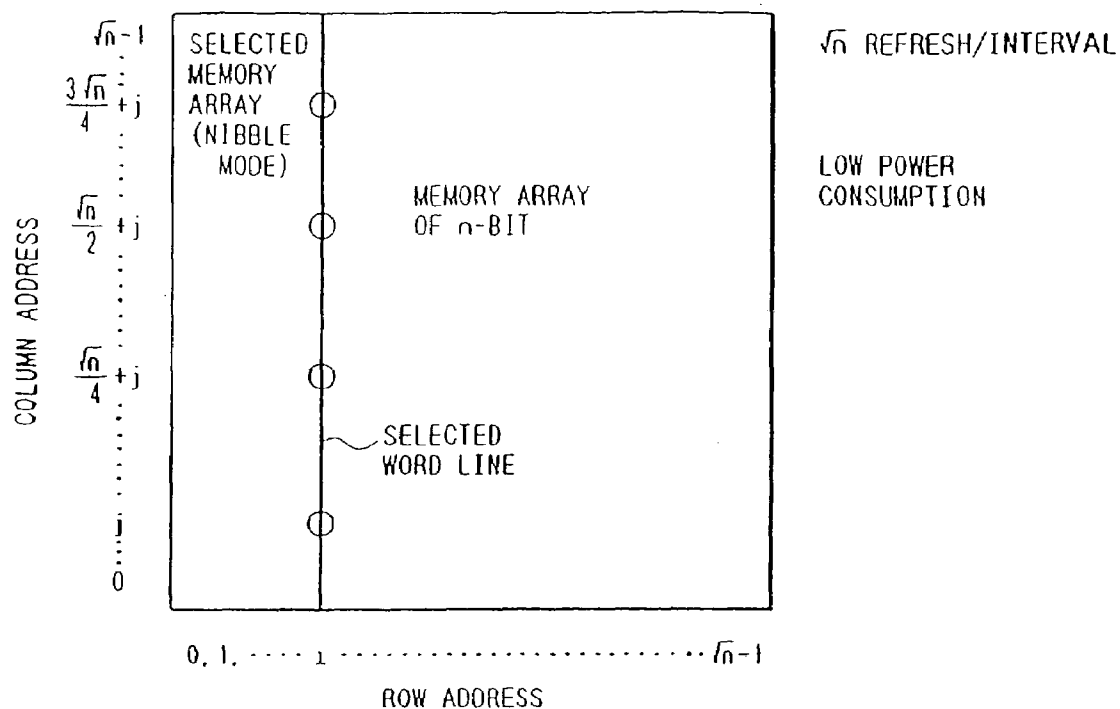 √n-1
3√n/4 + j
√n/2 + j
√n/4 + j
j
0
COLUMN ADDRESS
SELECTED
MEMORY
ARRAY
(NIBBLE
MODE)
MEMORY ARRAY
OF n-BIT
SELECTED
WORD LINE
√n REFRESH/INTERVAL
LOW POWER
CONSUMPTION
0, 1, ···· i ···················· √n-1
ROW ADDRESS